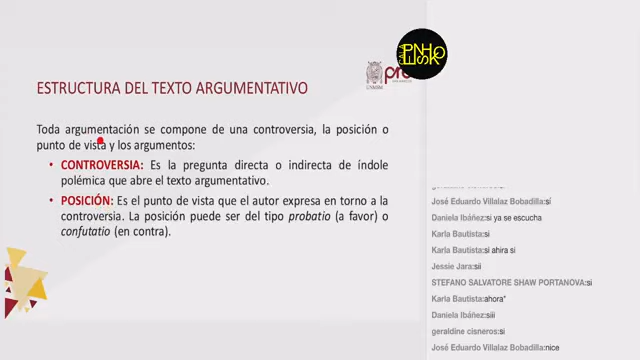 ESTRUCTURA DEL TEXTO ARGUMENTATIVO
Toda argumentación se compone de una controversia, la posición o
punto de vista y los argumentos:
• CONTROVERSIA: Es la pregunta directa o indirecta de índole
polémica que abre el texto argumentativo.
• POSICIÓN: Es el punto de vista que el autor expresa en torno a la
controversia. La posición puede ser del tipo probatio (a favor) o
confutatio (en contra).
José Eduardo Villalaz Bobadilla:sí
Daniela Ibáñez:si ya se escucha
Karla Bautista:si
Karla Bautista:si ahira si
Jessie Jara:sii
STEFANO SALVATORE SHAW PORTANOVA:si
Karla Bautista:ahora*
Daniela Ibáñez:siii
geraldine cisneros:si
José Eduardo Villalaz Bobadilla:nice